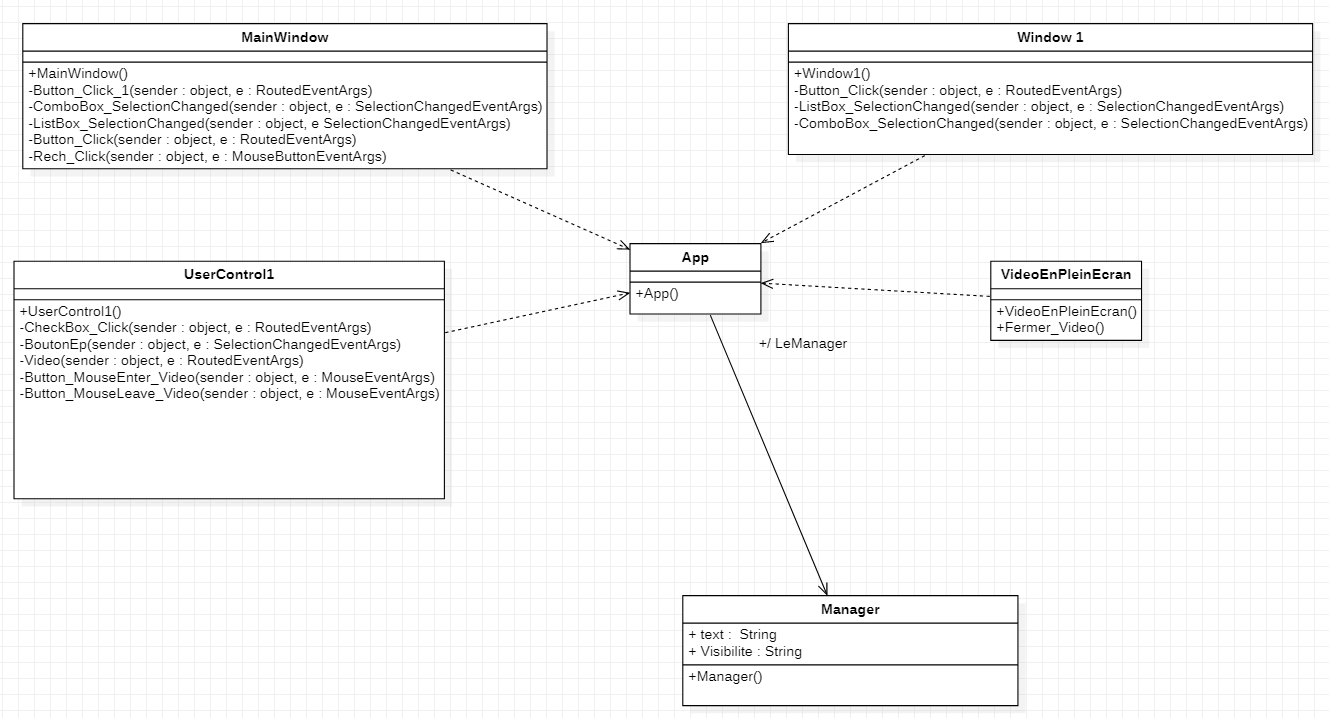 MainWindow
+MainWindow()
-Button_Click_1(sender : object, e : RoutedEventArgs)
-ComboBox_SelectionChanged(sender : object, e : SelectionChangedEventArgs)
-ListBox_SelectionChanged(sender : object, e SelectionChangedEventArgs)
-Button_Click(sender : object, e : RoutedEventArgs)
-Rech_Click(sender : object, e : MouseButtonEventArgs)
Window 1
+Window1()
-Button_Click(sender : object, e : RoutedEventArgs)
-ListBox_SelectionChanged(sender : object, e : SelectionChangedEventArgs)
-ComboBox_SelectionChanged(sender : object, e : SelectionChangedEventArgs)
App
+App()
UserControl1
+UserControl1()
-CheckBox_Click(sender : object, e : RoutedEventArgs)
-BoutonEp(sender : object, e : SelectionChangedEventArgs)
-Video(sender : object, e : RoutedEventArgs)
-Button_MouseEnter_Video(sender : object, e : MouseEventArgs)
-Button_MouseLeave_Video(sender : object, e : MouseEventArgs)
VideoEnPleinEcran
+VideoEnPleinEcran()
+Fermer_Video()
+/ LeManager
Manager
+ text :  String
+ Visibilite : String
+Manager()